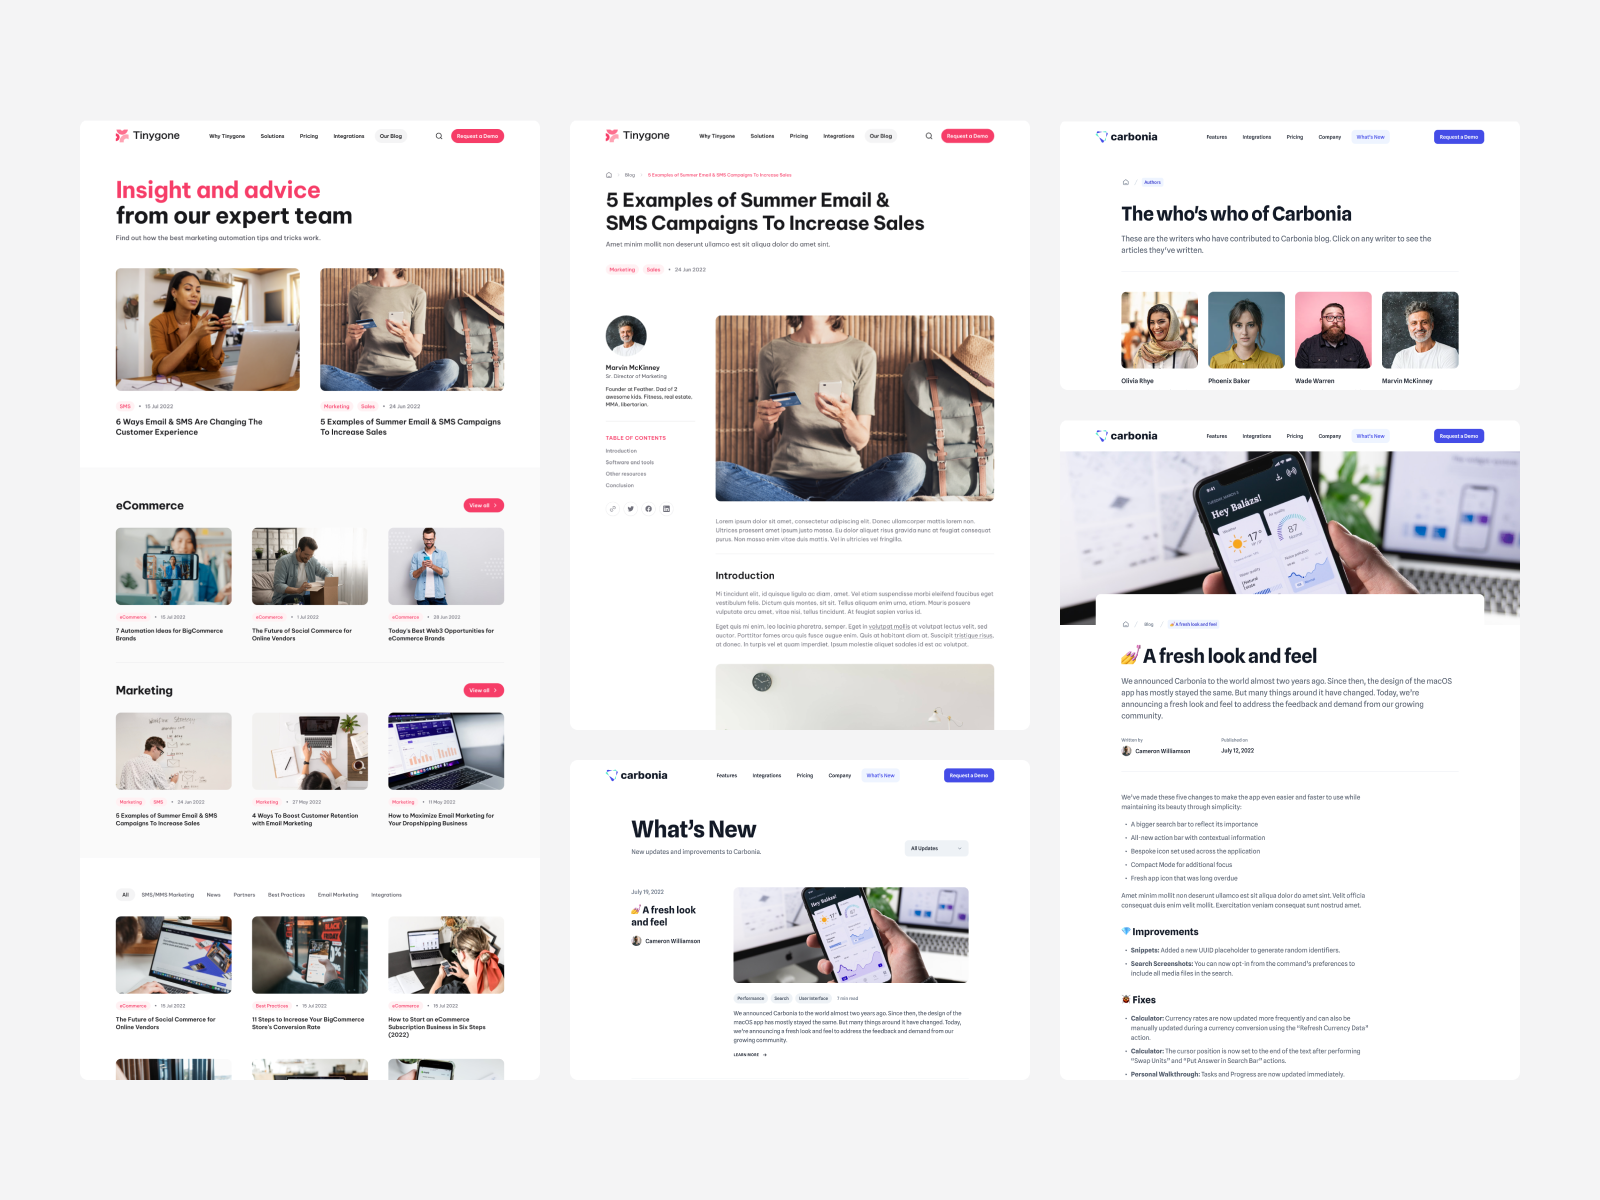 Tinygone
Why Tinygone
Solutions
Pricing
Integrations
Our Blog
Request a Demo
Insight and advice
from our expert team
Find out how the best marketing automation tips and tricks work.
SMS • 15 Jul 2022
6 Ways Email & SMS Are Changing The
Customer Experience
Marketing Sales • 24 Jun 2022
5 Examples of Summer Email & SMS Campaigns
To Increase Sales
eCommerce
View all
eCommerce • 15 Jul 2022
7 Automation Ideas for BigCommerce
Brands
eCommerce • 1 Jul 2022
The Future of Social Commerce for
Online Vendors
eCommerce • 28 Jun 2022
Today's Best Web3 Opportunities for
eCommerce Brands
Marketing
View all
Marketing SMS • 24 Jan 2022
5 Examples of Summer Email & SMS
Campaigns To Increase Sales
Marketing • 27 May 2022
4 Ways To Boost Customer Retention
with Email Marketing
Marketing • 11 May 2022
How to Maximize Email Marketing for
Your Dropshipping Business
All
SMS/MMS Marketing
News
Partners
Best Practices
Email Marketing
Integrations
eCommerce • 16 Jul 2022
The Future of Social Commerce for
Online Vendors
Best Practices • 15 Jul 2022
11 Steps to Increase Your BigCommerce
Store's Conversion Rate
eCommerce • 15 Jul 2022
How to Start an eCommerce
Subscription Business in Six Steps
(2022)
Tinygone
Why Tinygone
Solutions
Pricing
Integrations
Our Blog
Request a Demo
Blog
5 Examples of Summer Email & SMS Campaigns To Increase Sales
5 Examples of Summer Email &
SMS Campaigns To Increase Sales
Amet minim mollit non deserunt ullamco est sit aliqua dolor do amet sint.
Marketing Sales • 24 Jun 2022
Marvin McKinney
Sr. Director of Marketing
Founder at Feather. Dad of 2
awesome kids. Fitness, real estate.
MMA, libertarian.
TABLE OF CONTENTS
Introduction
Software and tools
Other resources
Conclusion
Lorem ipsum dolor sit amet, consectetur adipiscing elit. Donec ullamcorper mattis lorem non.
Ultrices praesent amet ipsum justo massa. Eu dolor aliquet risus gravida nunc at feugiat consequat
purus. Non massa enim vitae duis mattis. Vel in ultricies vel fringilla.
Introduction
Mi tincidunt elit, id quisque ligula ac diam, amet. Vel etiam suspendisse morbi eleifend faucibus eget
vestibulum felis. Dictum quis montes, sit sit. Tellus aliquam enim urna, etiam. Mauris posuere
vulputate arcu amet, vitae nisi, tellus tincidunt. At feugiat sapien varius id.
Eget quis mi enim, leo lacinia pharetra, semper. Eget in volutpat mollis at volutpat lectus velit, sed
auctor. Porttitor fames arcu quis fusce augue enim. Quis at habitant diam at. Suscipit tristique risus,
at donec. In turpis vel et quam imperdiet. Ipsum molestie aliquet sodales id est ac volutpat.
carbonia
Features
Integrations
Pricing
Company
What's New
Request a Demo
What's New
New updates and improvements to Carbonia.
All Updates
July 19, 2022
💅 A fresh look
and feel
Cameron Williamson
Hey Balázs!
Performance
Search
User Interface
1 min read
We announced Carbonia to the world almost two years ago. Since then, the design of the
macOS app has mostly stayed the same. But many things around it have changed. Today,
we're announcing a fresh look and feel to address the feedback and demand from our
growing community.
LEARN MORE →
carbonia
Features
Integrations
Pricing
Company
What's New
Request a Demo
Authors
The who's who of Carbonia
These are the writers who have contributed to Carbonia blog. Click on any writer to see the
articles they've written.
Olivia Rhye
Phoenix Baker
Wade Warren
Marvin McKinney
carbonia
Features
Integrations
Pricing
Company
What's New
Request a Demo
9:41
Hey Balázs!
17°
87
Blog
💅 A fresh look and feel
💅 A fresh look and feel
We announced Carbonia to the world almost two years ago. Since then, the design of the macOS
app has mostly stayed the same. But many things around it have changed. Today, we're
announcing a fresh look and feel to address the feedback and demand from our growing
community.
Written by
Cameron Williamson
Published on
July 12, 2022
We've made these five changes to make the app even easier and faster to use while
maintaining its beauty through simplicity:
• A bigger search bar to reflect its importance
• All-new action bar with contextual information
• Bespoke icon set used across the application
• Compact Mode for additional focus
• Fresh app icon that was long overdue
Amet minim mollit non deserunt ullamco est sit aliqua dolor do amet sint. Velit officia
consequat duis enim velit mollit. Exercitation veniam consequat sunt nostrud amet.
💎 Improvements
• Snippets: Added a new UUID placeholder to generate random identifiers.
• Search Screenshots: You can now opt-in from the command's preferences to
include all media files in the search.
🐞 Fixes
• Calculator: Currency rates are now updated more frequently and can also be
manually updated during a currency conversion using the "Refresh Currency Data"
action.
• Calculator: The cursor position is now set to the end of the text after performing
"Swap Units" and "Put Answer in Search Bar" actions.
• Personal Walkthrough: Tasks and Progress are now updated immediately.